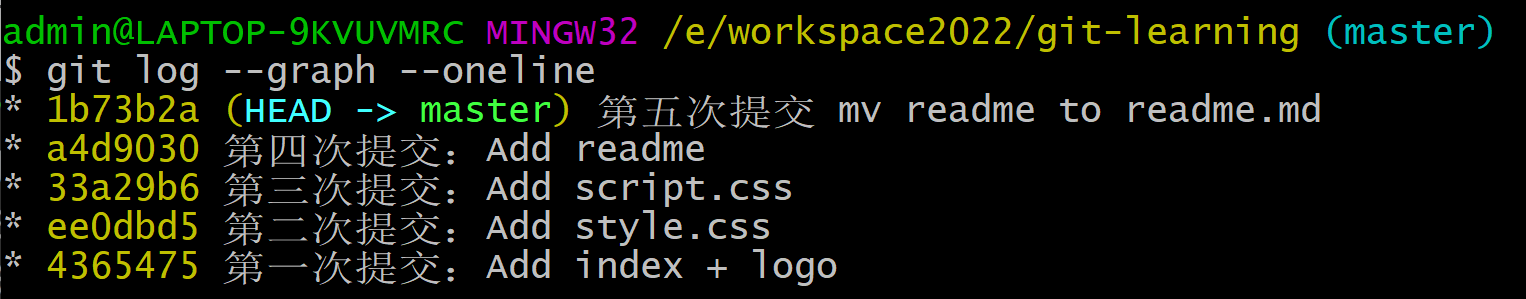 admin@LAPTOP-9KVUVMRC MINGW32 /e/workspace2022/git-learning (master)
$ git log --graph --oneline
* 1b73b2a (HEAD -> master) 第五次提交 mv readme to readme.md
* a4d9030 第四次提交：Add readme
* 33a29b6 第三次提交：Add script.css
* ee0dbd5 第二次提交：Add style.css
* 4365475 第一次提交：Add index + logo